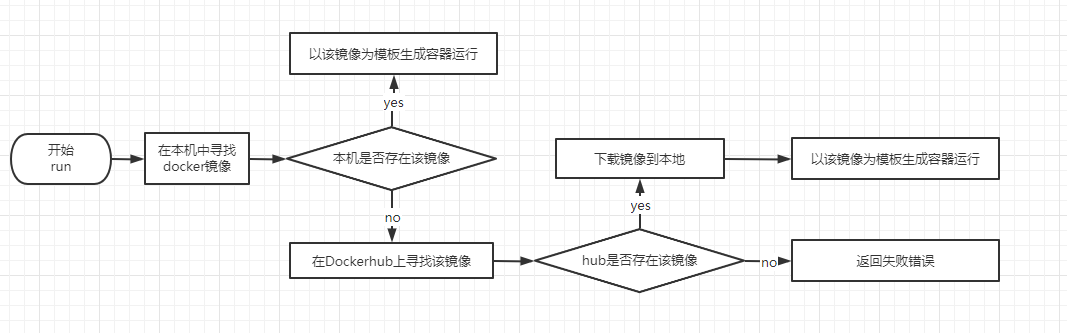 以该镜像为模板生成容器运行
yes
开始
run
在本机中寻找
docker镜像
本机是否存在该镜像
no
在Dockerhub上寻找该镜像
hub是否存在该镜像
yes
下载镜像到本地
以该镜像为模板生成容器运行
no
返回失败错误